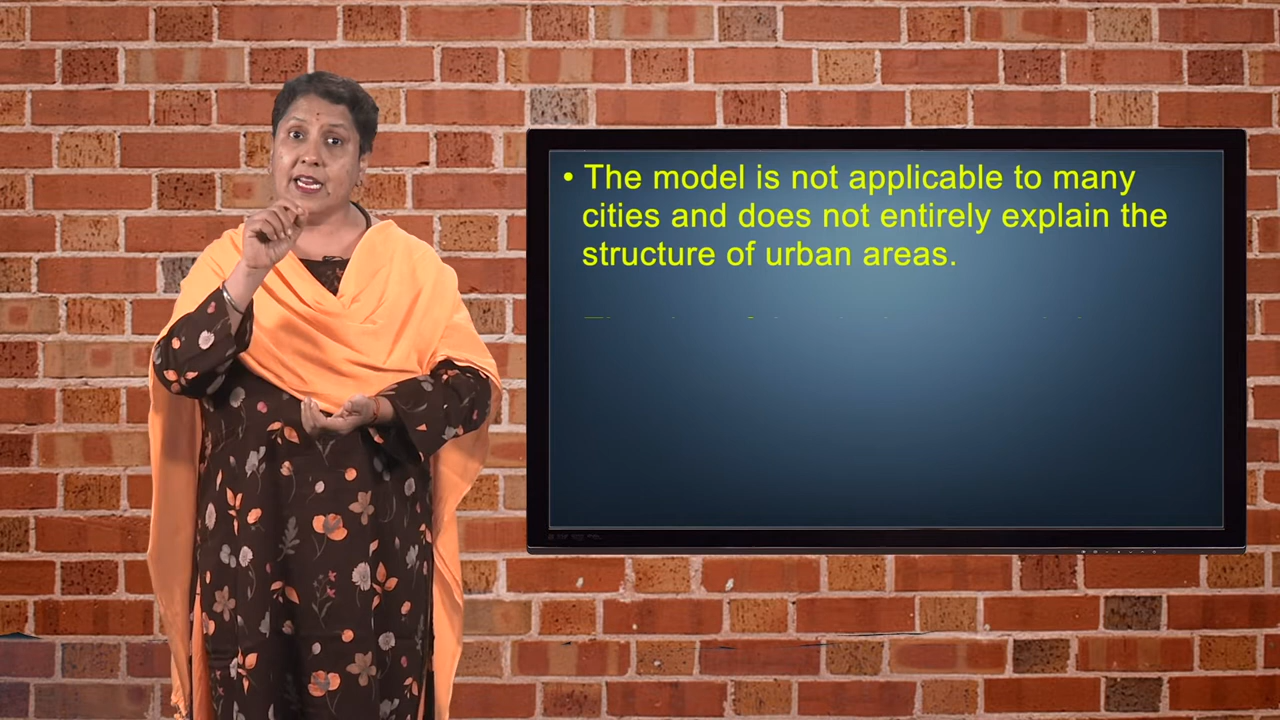 • The model is not applicable to many
cities and does not entirely explain the
structure of urban areas.